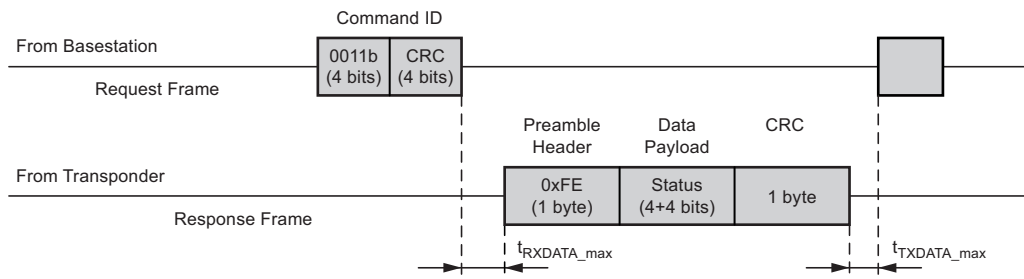 Command ID
From Basestation
0011b
(4 bits)
CRC
(4 bits)
Request Frame
Preamble
Header
Data
Payload
CRC
From Transponder
0xFE
(1 byte)
Status
(4+4 bits)
1 byte
Response Frame
tRXDATA_max
tTXDATA_max